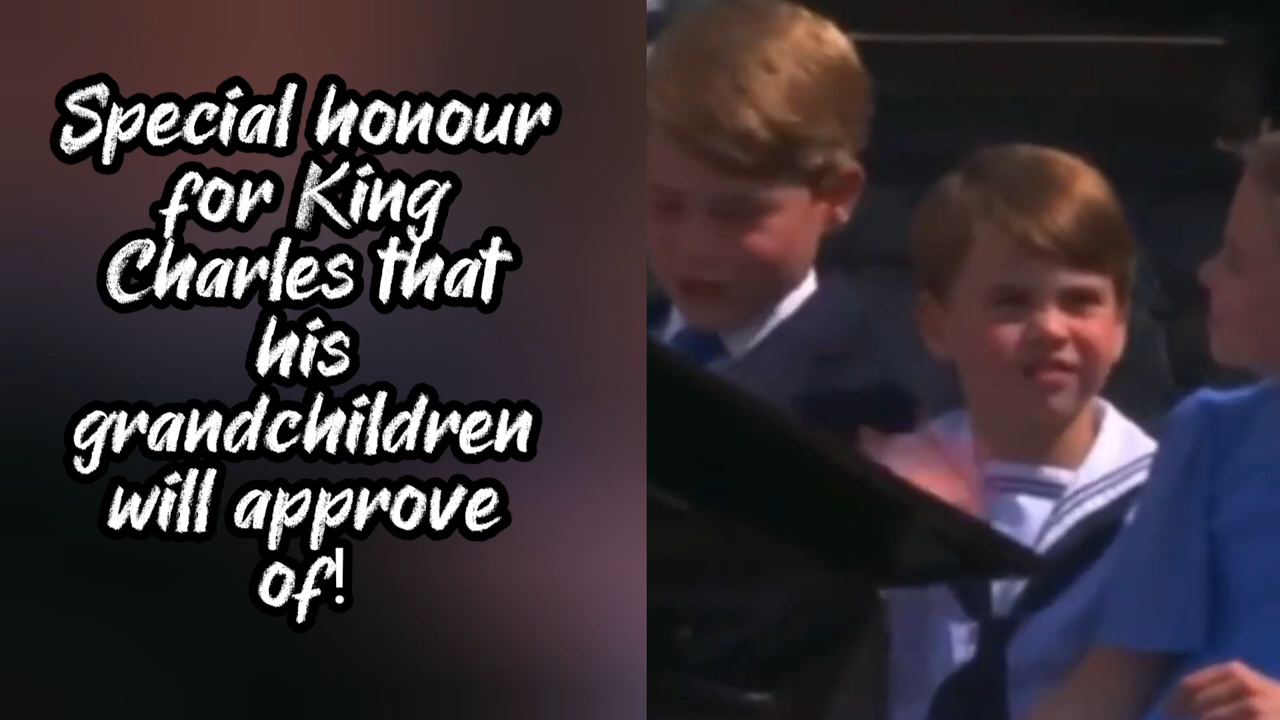 Special honour
for King
Charles that
his
grandchildren
will approve
of!